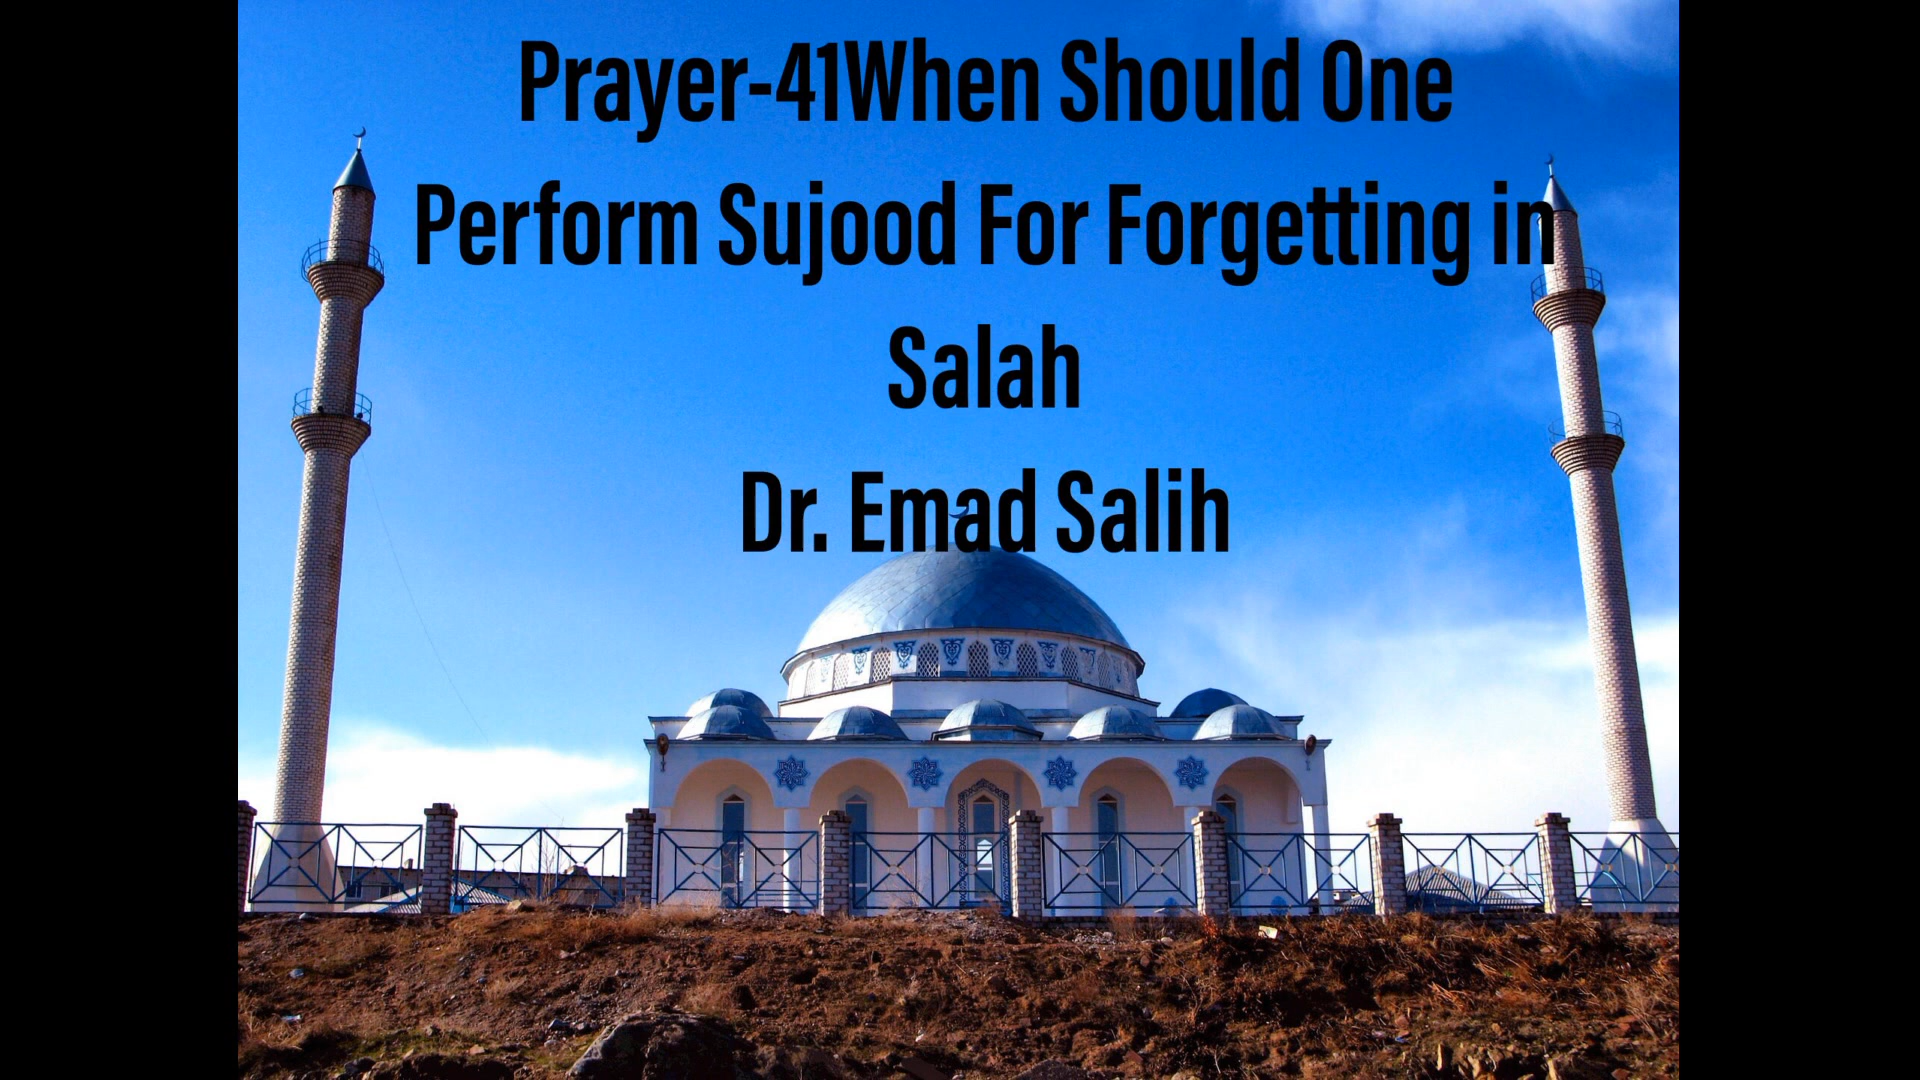 Prayer-41When Should One
Perform Sujood For Forgetting in
Salah
Dr. Emad Salih